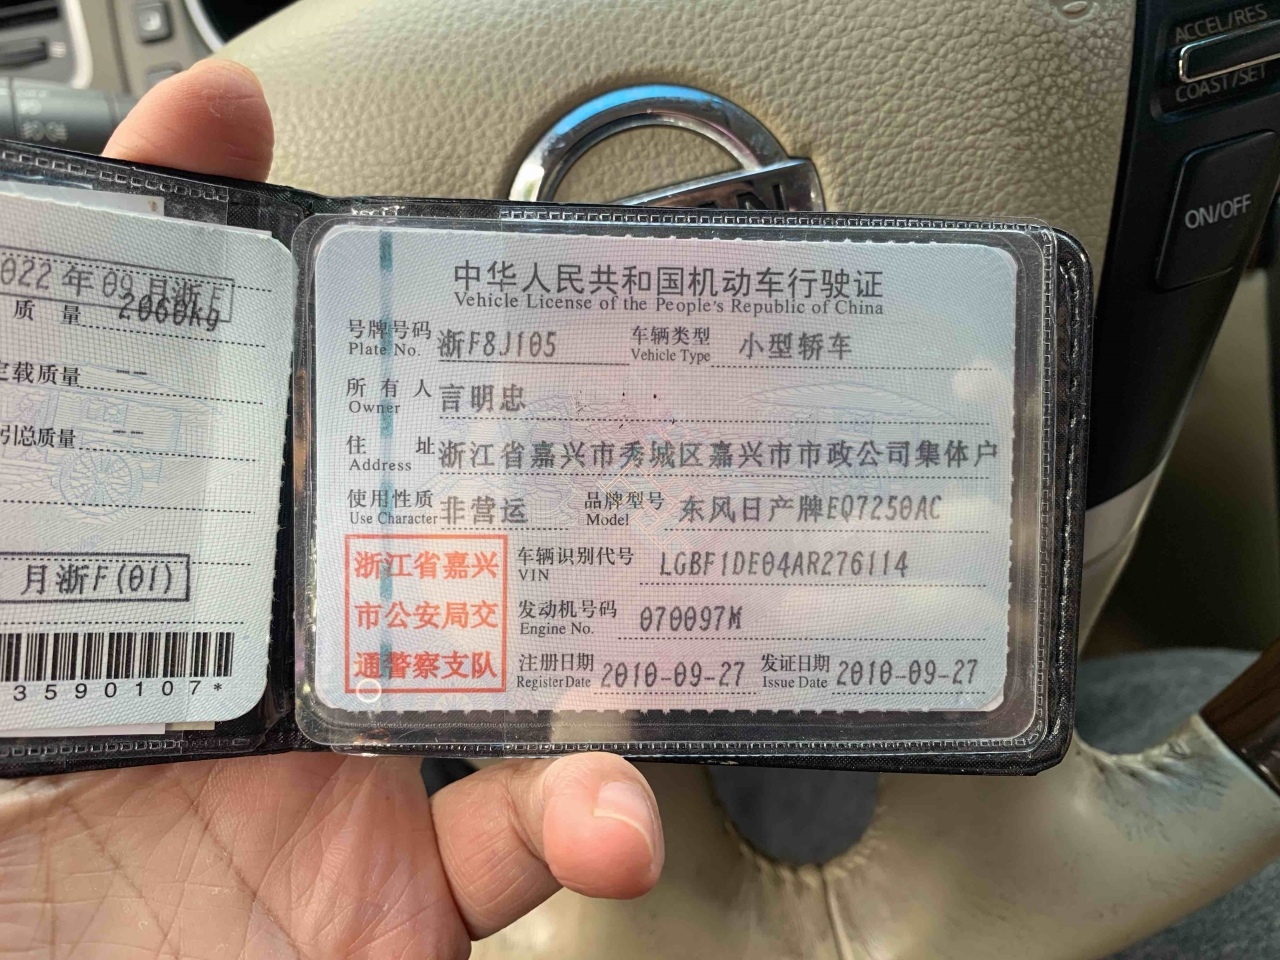 ACCEL/RES
COAST/SET
ON/OFF
022年09月浙F
质 量 2060kg
定载质量 --
引总质量 --
月浙F(01)
3590107*
中华人民共和国机动车行驶证
Vehicle License of the People's Republic of China
号牌号码 浙F8J105 车辆类型 小型轿车
Plate No. Vehicle Type
所有人 言明忠
Owner
住 址 浙江省嘉兴市秀城区嘉兴市市政公司集体户
Address
使用性质 非营运 品牌型号 东风日产牌EQ7250AC
Use Character Model
浙江省嘉兴
市公安局交
通警察支队
车辆识别代号 LGBF1DE04AR276114
VIN
发动机号码 070097M
Engine No.
注册日期 2010-09-27 发证日期 2010-09-27
Register Date Issue Date